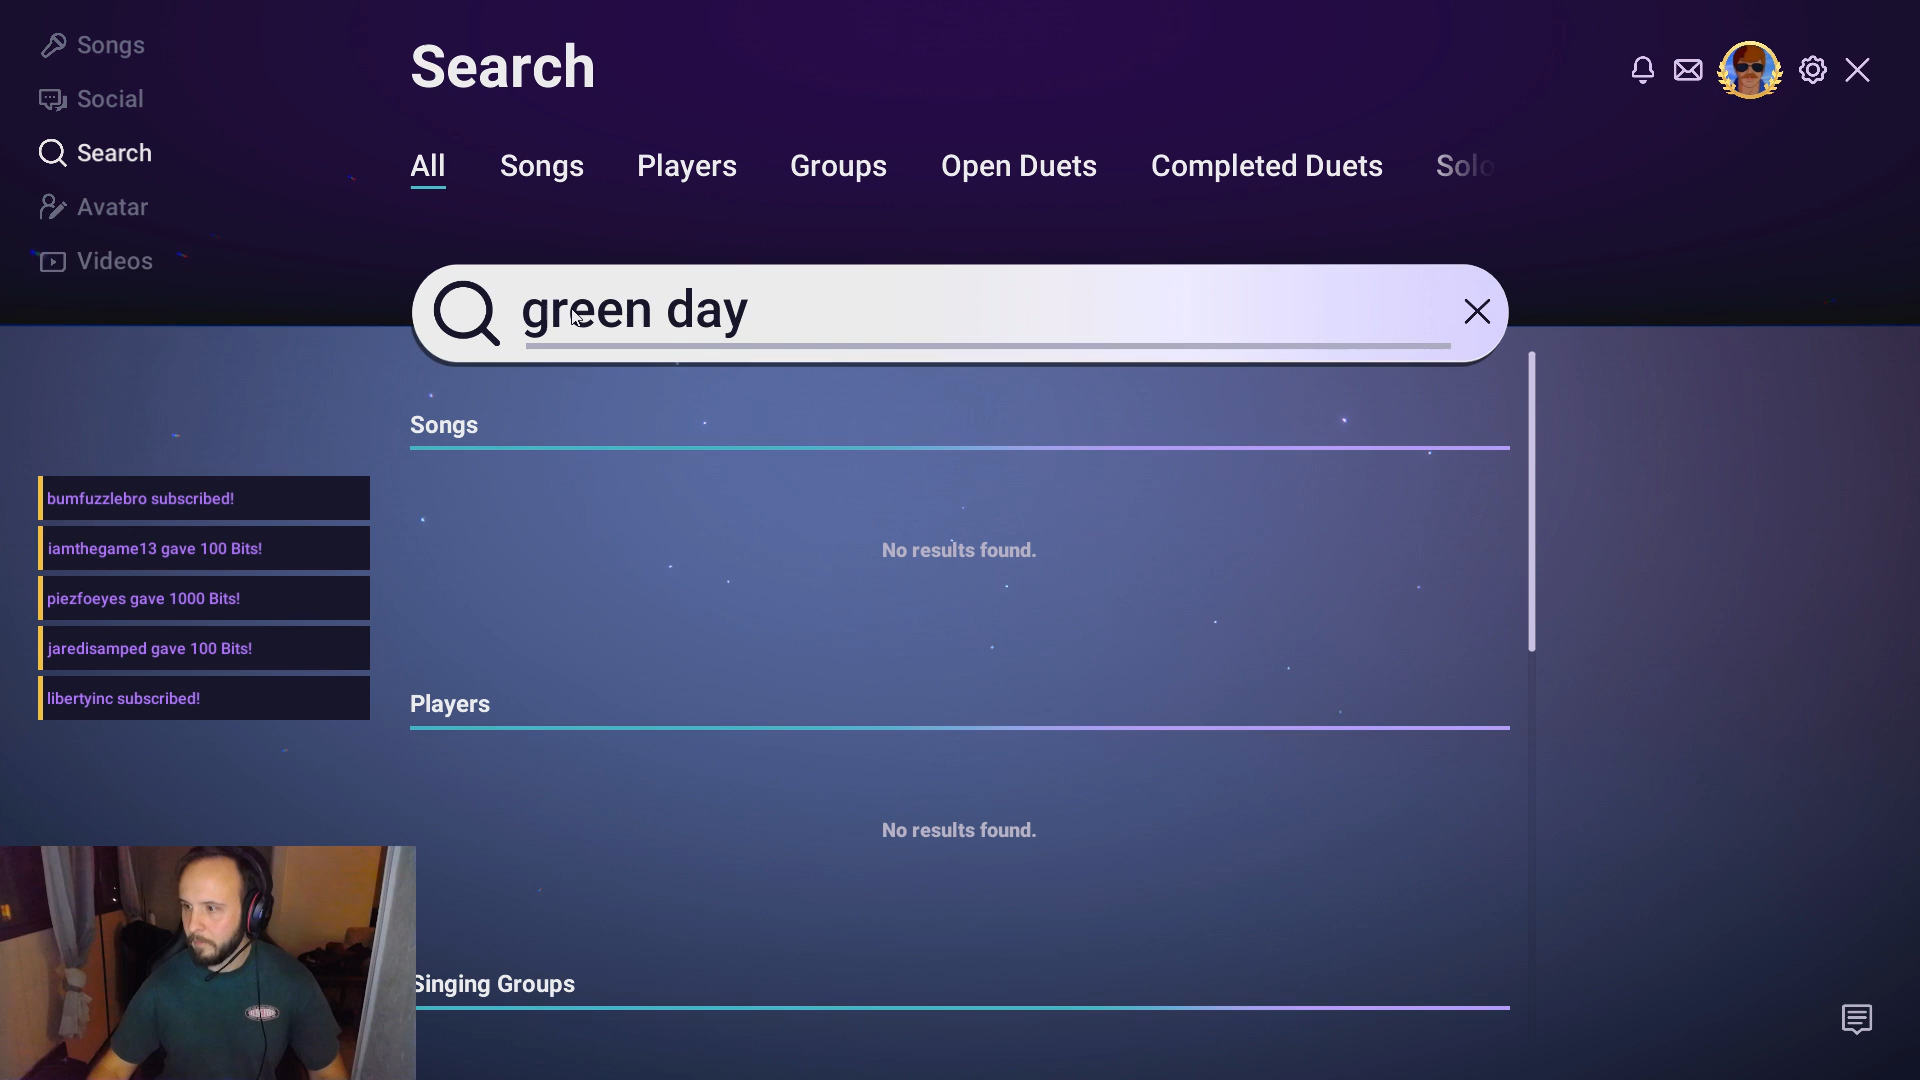 Songs
Social
Search
Avatar
Videos
Search
All Songs Players Groups Open Duets Completed Duets Solo
green day
Songs
No results found.
Players
No results found.
Singing Groups
bumfuzzlebro subscribed!
iamthegame13 gave 100 Bits!
piezfoeyes gave 1000 Bits!
jaredisamped gave 100 Bits!
libertyinc subscribed!